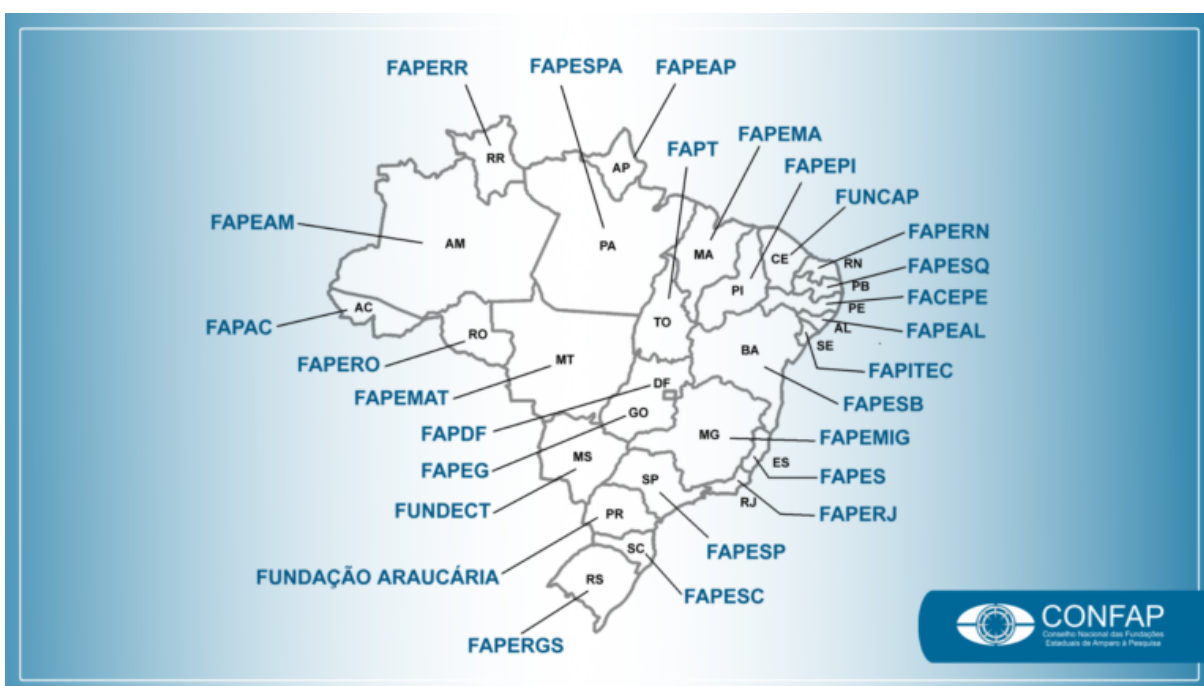 FAPERR
FAPESPA
FAPEAP
FAPT
FAPEMA
FAPEPI
FUNCAP
FAPERN
FAPESQ
FACEPE
FAPEAL
FAPITEC
FAPESB
FAPEMIG
FAPES
FAPERJ
FAPESP
FAPESC
FAPERGS
FUNDAÇÃO ARAUCÁRIA
FUNDECT
FAPEG
FAPDF
FAPEMAT
FAPERO
FAPAC
FAPEAM
RR
AP
AM
PA
MA
CE
RN
PB
PE
AL
SE
PI
TO
AC
RO
MT
BA
DF
GO
MG
ES
MS
SP
RJ
PR
SC
RS
CONFAP
Conselho Nacional das Fundações
Estaduais de Amparo à Pesquisa